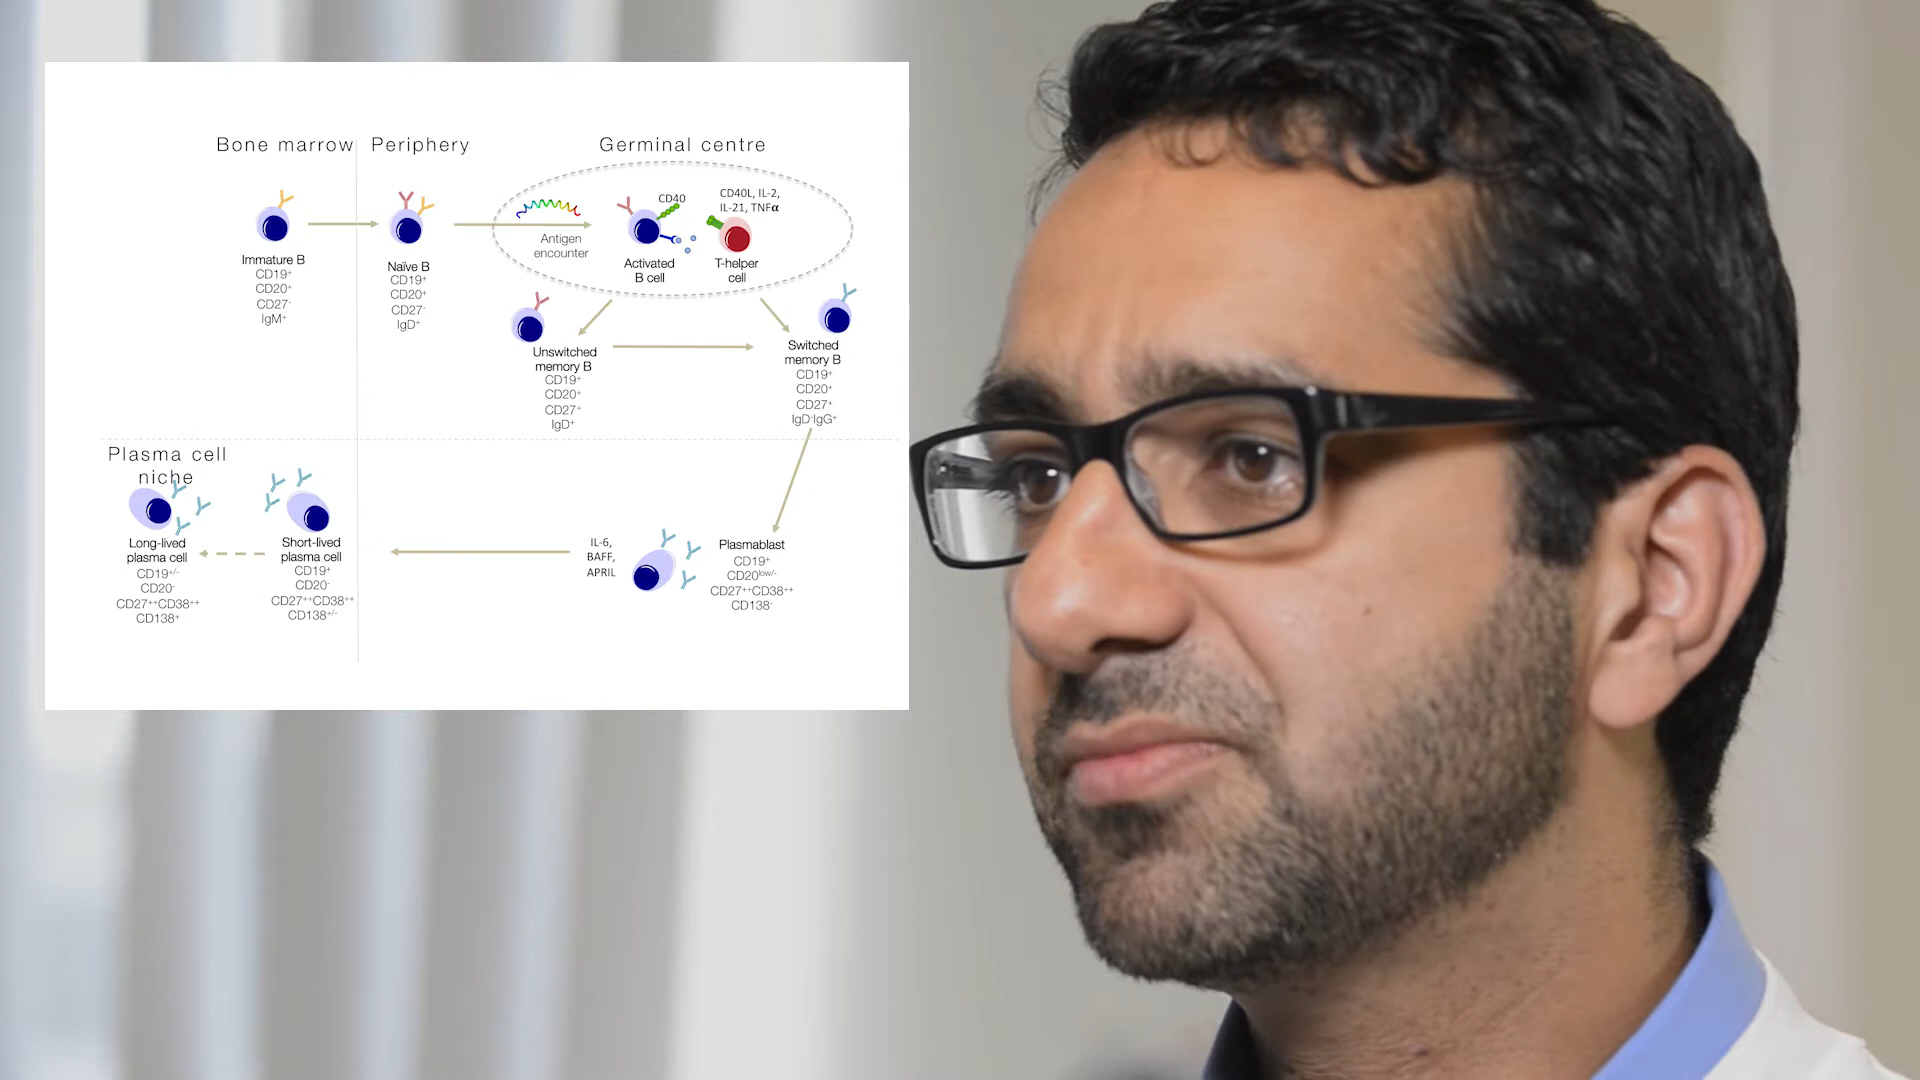 Bone marrow
Periphery
Germinal centre
CD40
CD40L, IL-2,
IL-21, TNFα
Antigen
encounter
Activated
B cell
T-helper
cell
Immature B
CD19⁺
CD20⁺
CD27⁻
IgM⁺
Naïve B
CD19⁺
CD20⁺
CD27⁻
IgD⁺
Unswitched
memory B
CD19⁺
CD20⁺
CD27⁺
IgD⁺
Switched
memory B
CD19⁺
CD20⁺
CD27⁺
IgD⁻IgG⁺
Plasma cell
niche
Long-lived
plasma cell
CD19⁺/⁻
CD20⁻
CD27⁺⁺CD38⁺⁺
CD138⁺
Short-lived
plasma cell
CD19⁺
CD20⁻
CD27⁺⁺CD38⁺⁺
CD138⁺/⁻
IL-6,
BAFF,
APRIL
Plasmablast
CD19⁺
CD20ˡᵒʷ/⁻
CD27⁺⁺CD38⁺⁺
CD138⁻